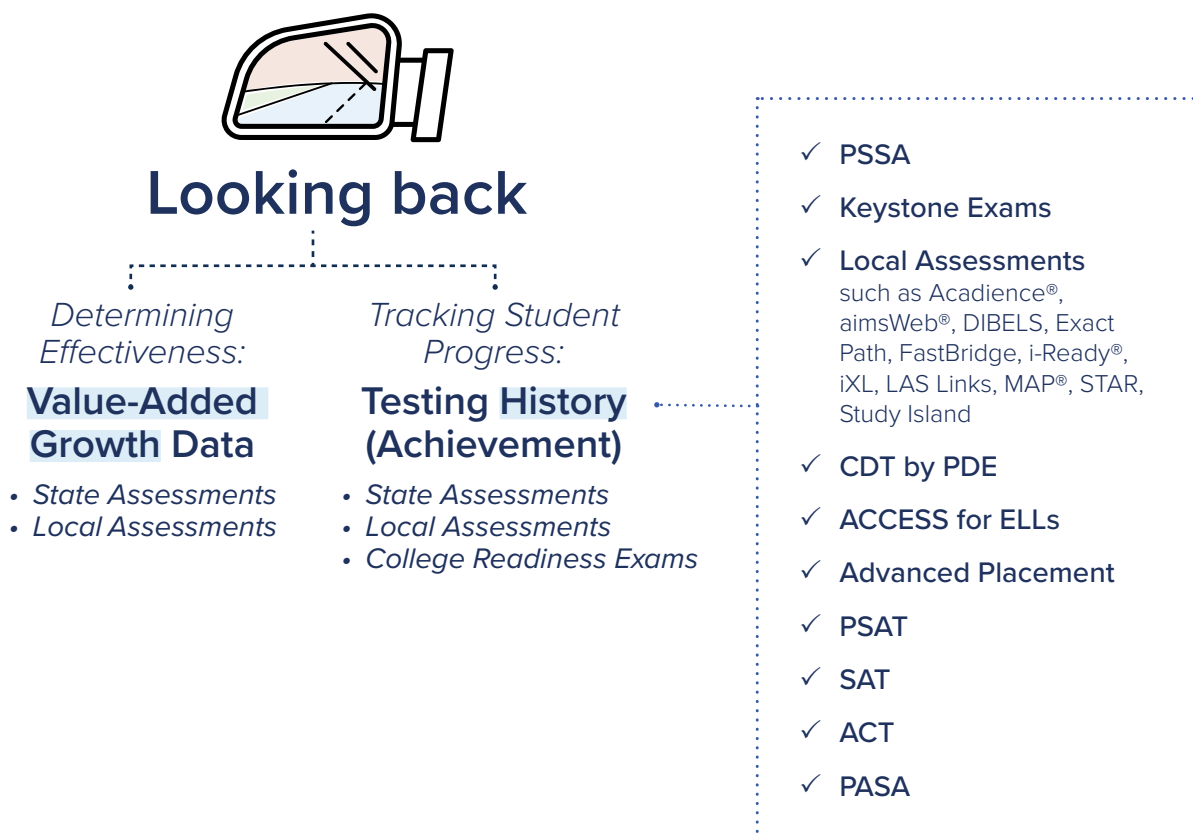 Looking back
Determining
Effectiveness:
Value-Added
Growth Data
• State Assessments
• Local Assessments
Tracking Student
Progress:
Testing History
(Achievement)
• State Assessments
• Local Assessments
• College Readiness Exams
✓ PSSA
✓ Keystone Exams
✓ Local Assessments
such as Acadience®,
aimsWeb®, DIBELS, Exact
Path, FastBridge, i-Ready®,
iXL, LAS Links, MAP®, STAR,
Study Island
✓ CDT by PDE
✓ ACCESS for ELLs
✓ Advanced Placement
✓ PSAT
✓ SAT
✓ ACT
✓ PASA